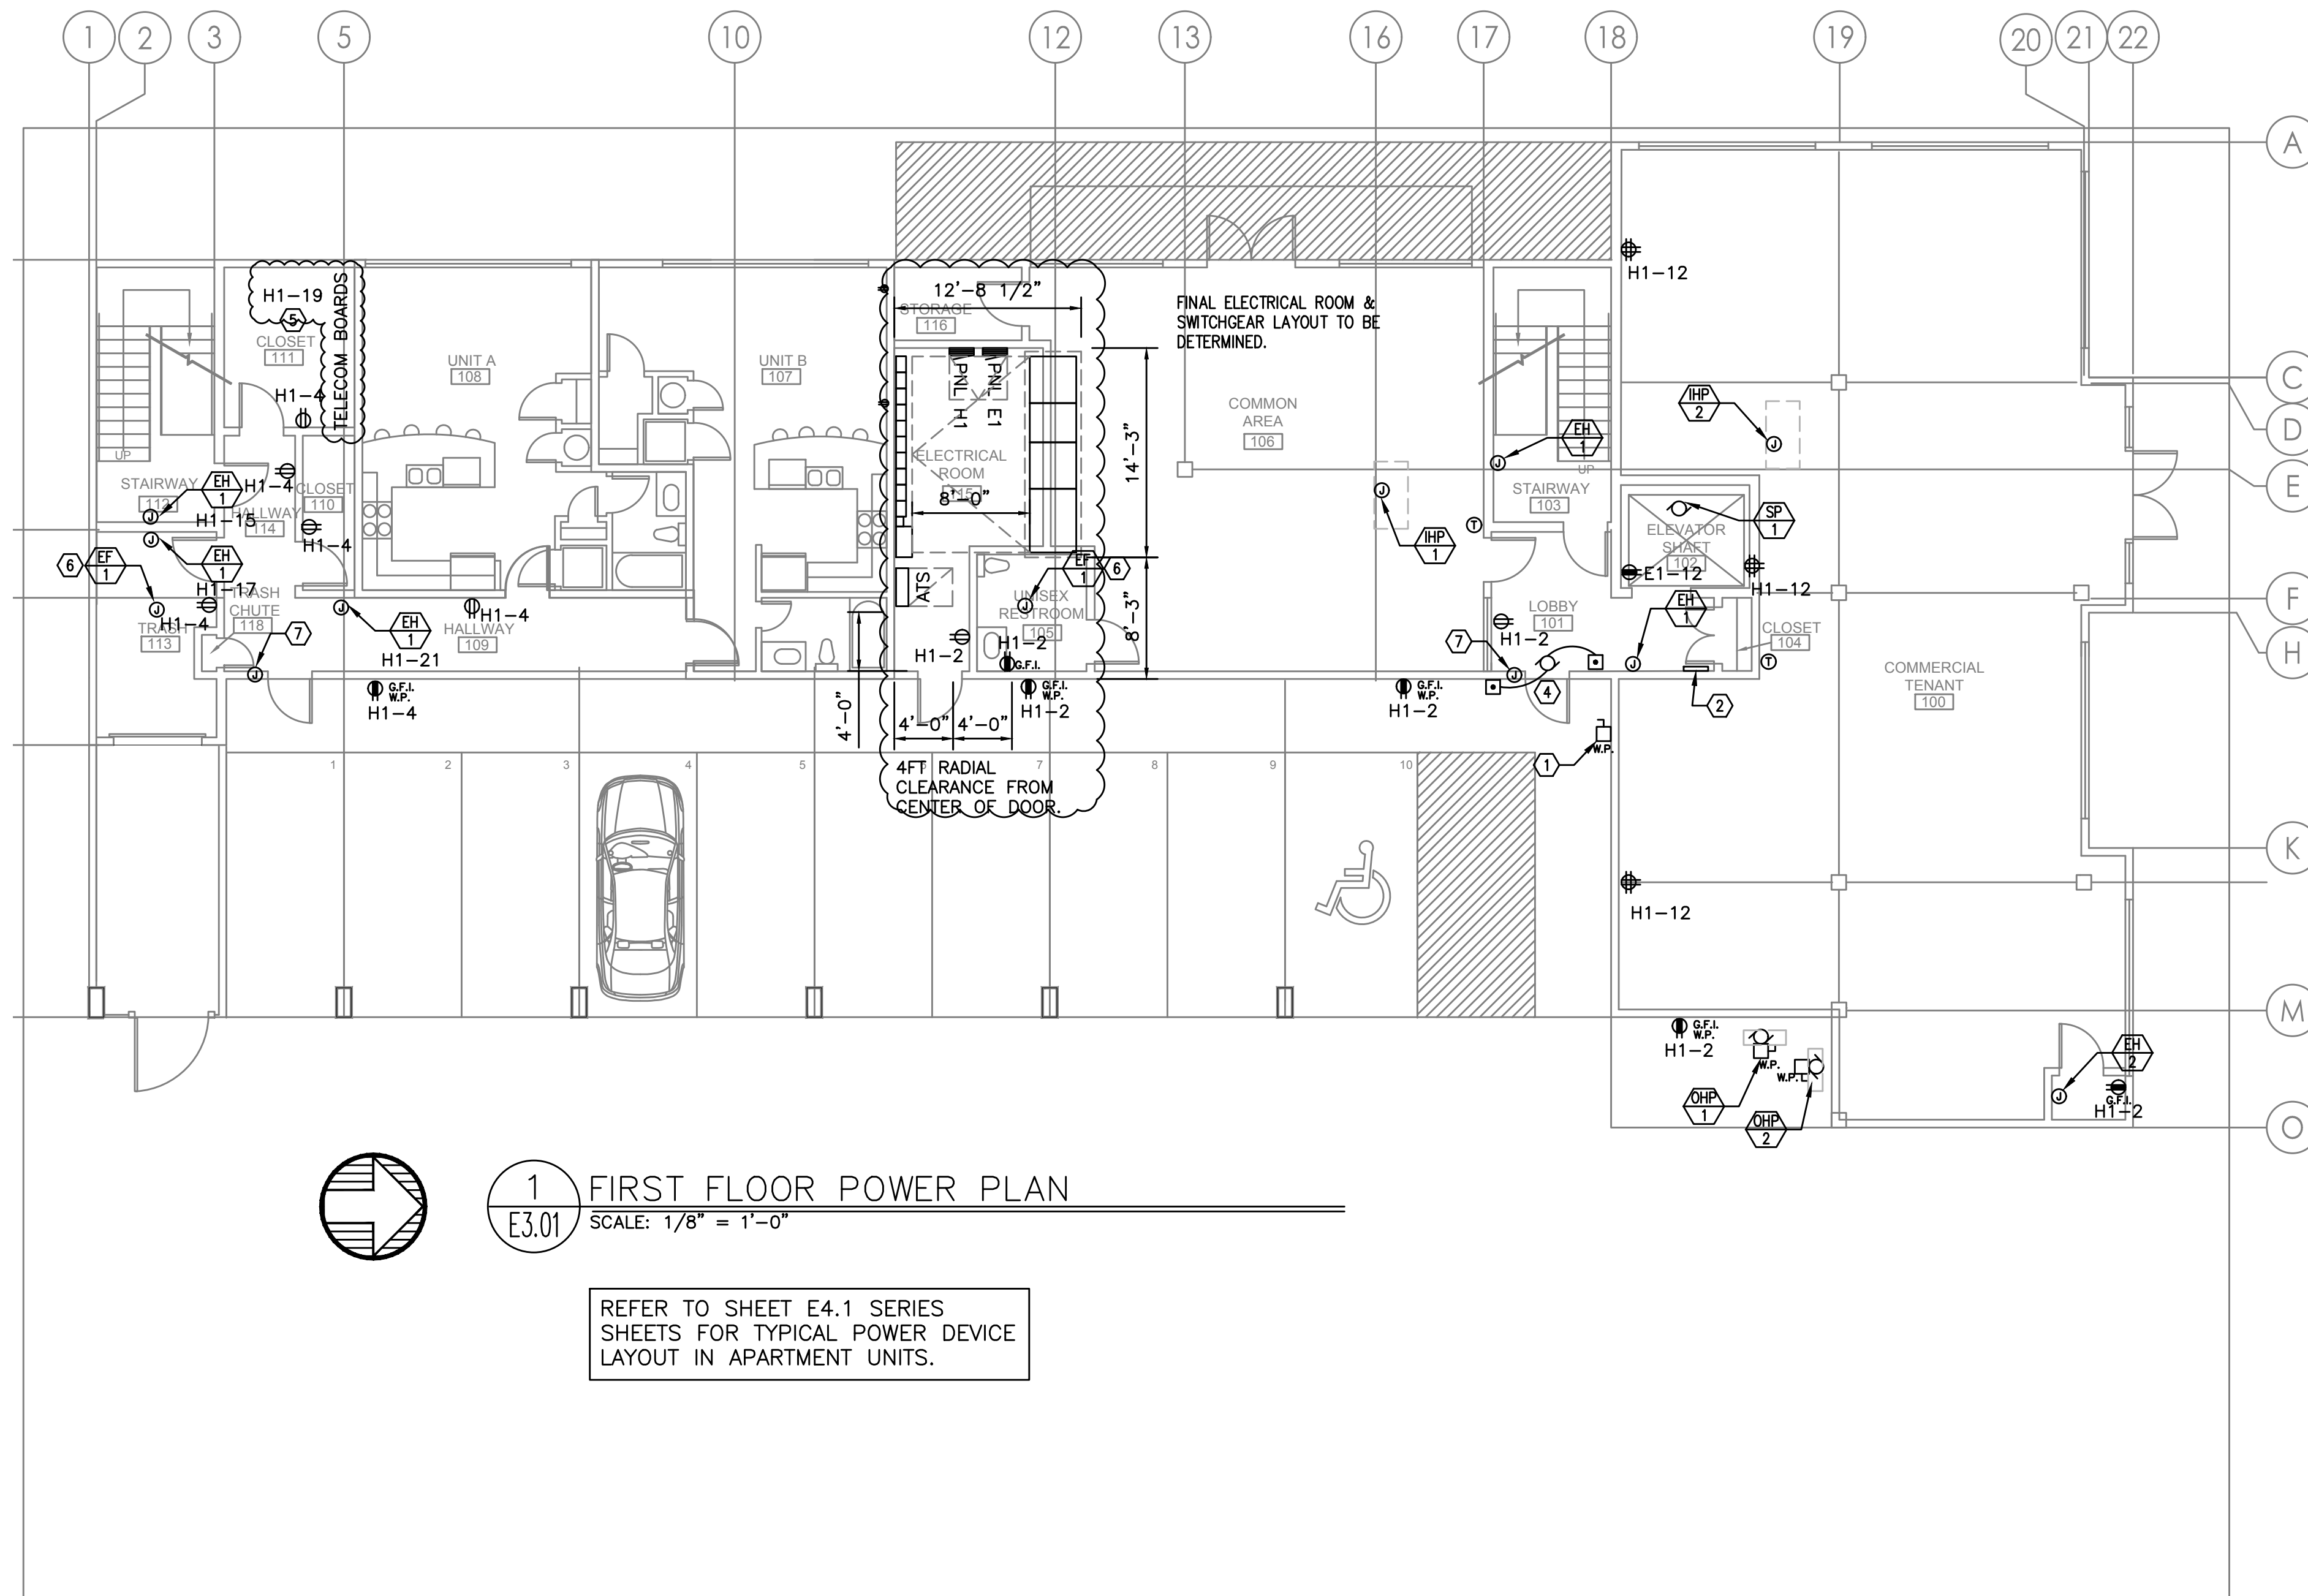 1
2
3
5
10
12
13
16
17
18
19
20
21
22
A
C
D
E
F
H
K
M
O
H1-19
5
CLOSET
111
TELECOM BOARDS
H1-4
UNIT A
108
UNIT B
107
12'-8 1/2"
STORAGE
116
PNL H1
PNL E1
FINAL ELECTRICAL ROOM &
SWITCHGEAR LAYOUT TO BE
DETERMINED.
COMMON
AREA
106
14'-3"
ELECTRICAL
ROOM
115
8'-0"
H1-12
IHP
2
J
EH
1
J
UP
STAIRWAY
103
IHP
1
J
T
SP
1
ELEVATOR
SHAFT
102
E1-12
H1-12
UP
STAIRWAY
112
EH
1
J
H1-4
H1-15
HALLWAY
114
CLOSET
110
H1-4
EH
1
J
H1-17
6
EF
1
J
H1-4
TRASH
113
TRASH
CHUTE
118
7
J
EH
1
J
H1-21
H1-4
HALLWAY
109
G.F.I.
W.P.
H1-4
ATS
EF
1
6
J
UNISEX
RESTROOM
105
8'-3"
H1-2
H1-2
G.F.I.
G.F.I.
W.P.
H1-2
4'-0"
4'-0"
4'-0"
4FT RADIAL
CLEARANCE FROM
CENTER OF DOOR.
G.F.I.
W.P.
H1-2
LOBBY
101
H1-2
7
J
4
EH
1
J
CLOSET
104
T
2
1
W.P.
COMMERCIAL
TENANT
100
H1-12
1
2
3
4
5
6
7
8
9
10
G.F.I.
W.P.
H1-2
W.P.
W.P.
OHP
1
OHP
2
EH
2
J
G.F.I.
H1-2
1
E3.01
FIRST FLOOR POWER PLAN
SCALE: 1/8" = 1'-0"
REFER TO SHEET E4.1 SERIES
SHEETS FOR TYPICAL POWER DEVICE
LAYOUT IN APARTMENT UNITS.